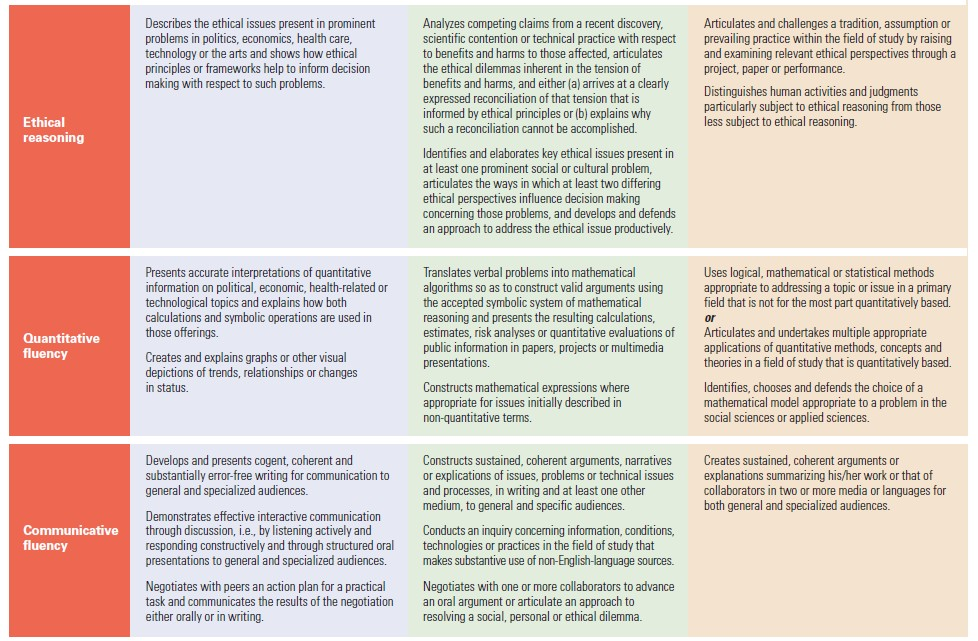 Ethical
reasoning
Describes the ethical issues present in prominent
problems in politics, economics, health care,
technology or the arts and shows how ethical
principles or frameworks help to inform decision
making with respect to such problems.
Analyzes competing claims from a recent discovery,
scientific contention or technical practice with respect
to benefits and harms to those affected, articulates
the ethical dilemmas inherent in the tension of
benefits and harms, and either (a) arrives at a clearly
expressed reconciliation of that tension that is
informed by ethical principles or (b) explains why
such a reconciliation cannot be accomplished.
Identifies and elaborates key ethical issues present in
at least one prominent social or cultural problem,
articulates the ways in which at least two differing
ethical perspectives influence decision making
concerning those problems, and develops and defends
an approach to address the ethical issue productively.
Articulates and challenges a tradition, assumption or
prevailing practice within the field of study by raising
and examining relevant ethical perspectives through a
project, paper or performance.
Distinguishes human activities and judgments
particularly subject to ethical reasoning from those
less subject to ethical reasoning.
Quantitative
fluency
Presents accurate interpretations of quantitative
information on political, economic, health-related or
technological topics and explains how both
calculations and symbolic operations are used in
those offerings.
Creates and explains graphs or other visual
depictions of trends, relationships or changes
in status.
Translates verbal problems into mathematical
algorithms so as to construct valid arguments using
the accepted symbolic system of mathematical
reasoning and presents the resulting calculations,
estimates, risk analyses or quantitative evaluations of
public information in papers, projects or multimedia
presentations.
Constructs mathematical expressions where
appropriate for issues initially described in
non-quantitative terms.
Uses logical, mathematical or statistical methods
appropriate to addressing a topic or issue in a primary
field that is not for the most part quantitatively based.
or
Articulates and undertakes multiple appropriate
applications of quantitative methods, concepts and
theories in a field of study that is quantitatively based.
Identifies, chooses and defends the choice of a
mathematical model appropriate to a problem in the
social sciences or applied sciences.
Communicative
fluency
Develops and presents cogent, coherent and
substantially error-free writing for communication to
general and specialized audiences.
Demonstrates effective interactive communication
through discussion, i.e., by listening actively and
responding constructively and through structured oral
presentations to general and specialized audiences.
Negotiates with peers an action plan for a practical
task and communicates the results of the negotiation
either orally or in writing.
Constructs sustained, coherent arguments, narratives
or explications of issues, problems or technical issues
and processes, in writing and at least one other
medium, to general and specific audiences.
Conducts an inquiry concerning information, conditions,
technologies or practices in the field of study that
makes substantive use of non-English-language sources.
Negotiates with one or more collaborators to advance
an oral argument or articulate an approach to
resolving a social, personal or ethical dilemma.
Creates sustained, coherent arguments or
explanations summarizing his/her work or that of
collaborators in two or more media or languages for
both general and specialized audiences.